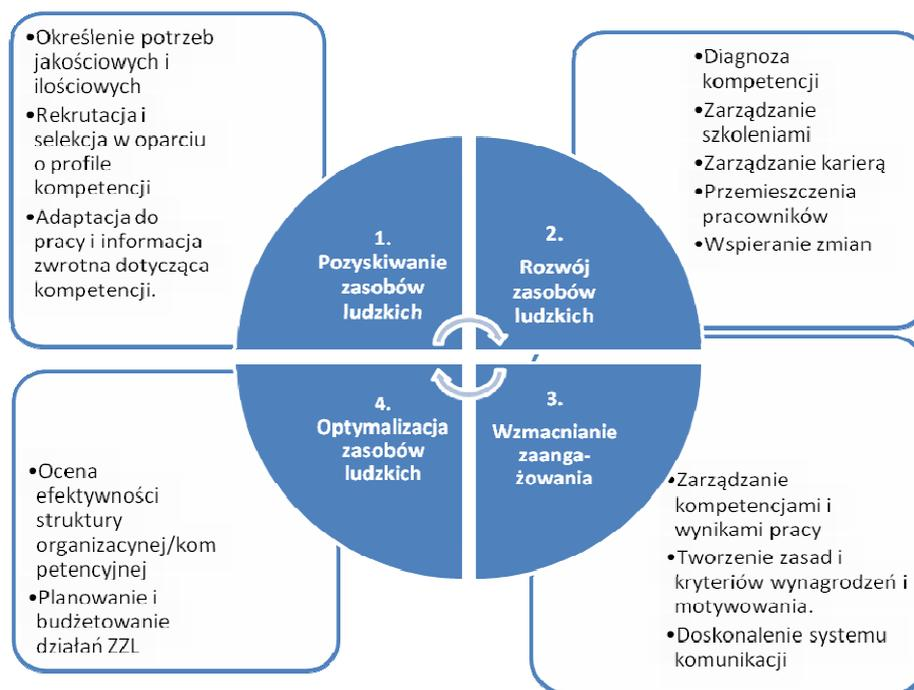 •Określenie potrzeb
jakościowych i
ilościowych
•Rekrutacja i
selekcja w oparciu
o profile
kompetencji
•Adaptacja do
pracy i informacja
zwrotna dotycząca
kompetencji.
•Diagnoza
kompetencji
•Zarządzanie
szkoleniami
•Zarządzanie karierą
•Przemieszczenia
pracowników
•Wspieranie zmian
1.
Pozyskiwanie
zasobów
ludzkich
2.
Rozwój
zasobów
ludzkich
4.
Optymalizacja
zasobów
ludzkich
3.
Wzmacnianie
zaanga-
żowania
•Ocena
efektywności
struktury
organizacynej/kom
petencyjnej
•Planowanie i
budżetowanie
działań ZZL
•Zarządzanie
kompetencjami i
wynikami pracy
•Tworzenie zasad i
kryteriów wynagrodzeń i
motywowania.
•Doskonalenie systemu
komunikacji